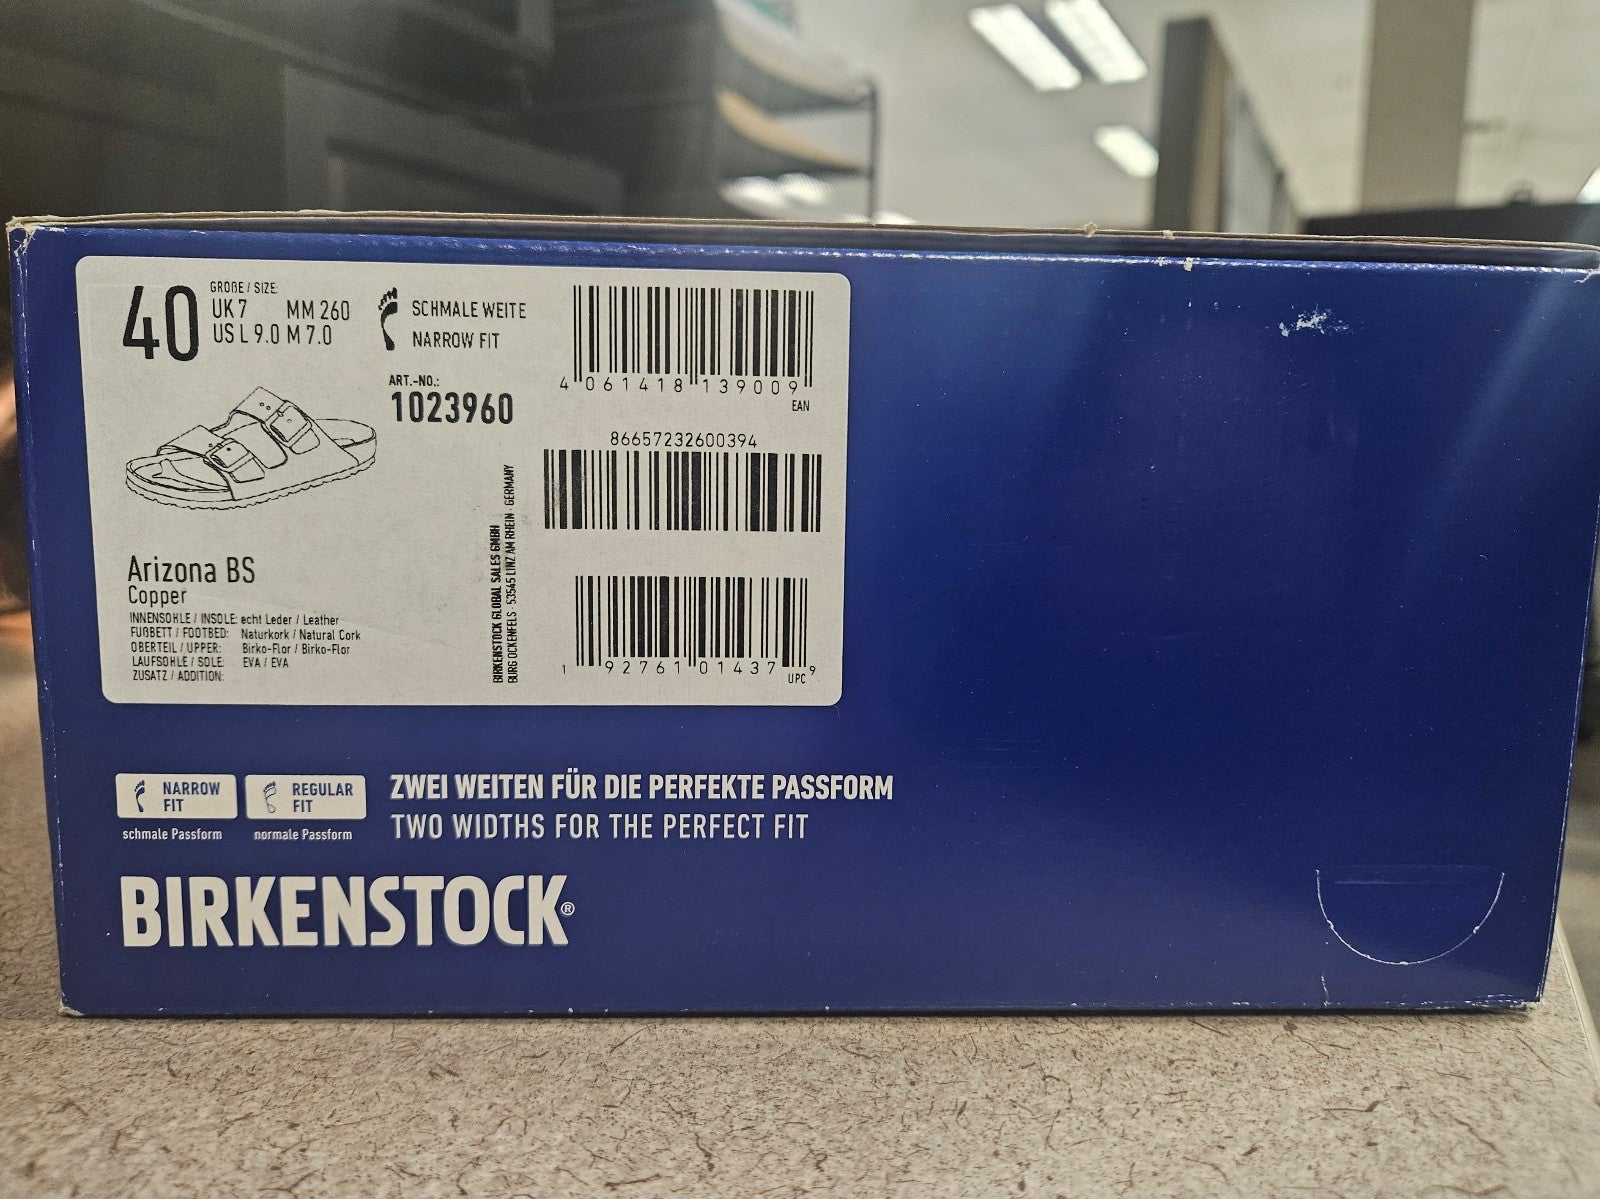 40
GRÖßE / SIZE:
UK 7 MM 260
US L 9.0 M 7.0
SCHMALE WEITE
NARROW FIT
ART.-NO.:
1023960
4 061418 139009
EAN
86657232600394
Arizona BS
Copper
INNENSOHLE / INSOLE: echt Leder / Leather
FUßBETT / FOOTBED: Naturkork / Natural Cork
OBERTEIL / UPPER: Birko-Flor / Birko-Flor
LAUFSOHLE / SOLE: EVA / EVA
ZUSATZ / ADDITION:
BIRKENSTOCK GLOBAL SALES GMBH
BURG OCKENFELS · 53545 LINZ AM RHEIN · GERMANY
1 92761 01437 9
UPC
NARROW
FIT
schmale Passform
REGULAR
FIT
normale Passform
ZWEI WEITEN FÜR DIE PERFEKTE PASSFORM
TWO WIDTHS FOR THE PERFECT FIT
BIRKENSTOCK®